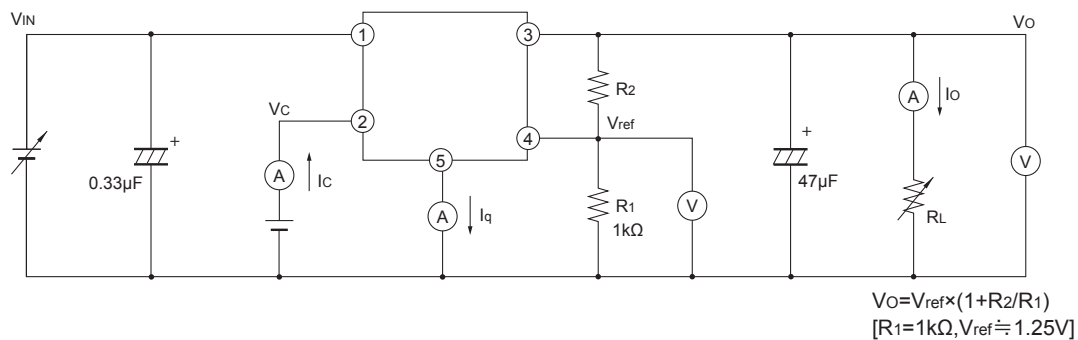 VIN
VO
1
3
R2
A
IO
VC
2
4
Vref
+
+
5
A
IC
0.33μF
R1
1kΩ
V
47μF
V
A
Iq
RL
VO=Vref×(1+R2/R1)
[R1=1kΩ,Vref≒1.25V]